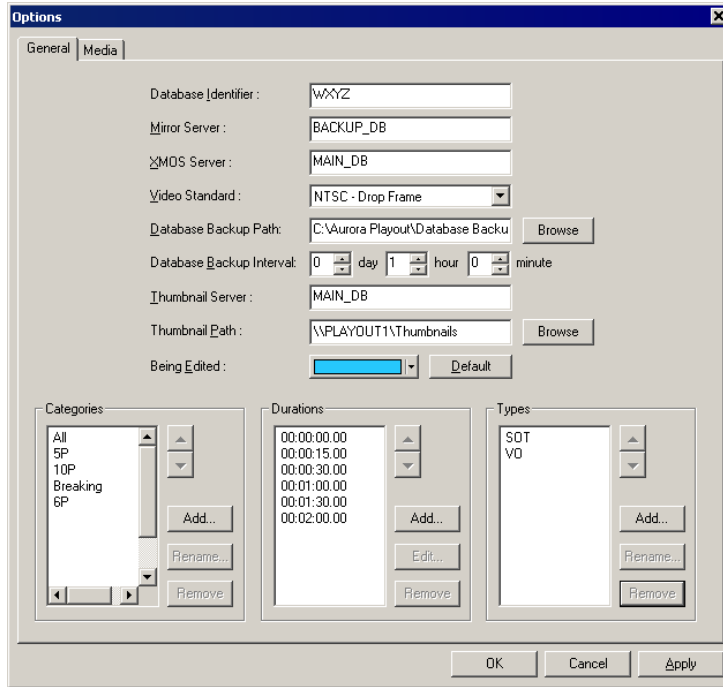 Options
General Media
Database Identifier : WXYZ
Mirror Server : BACKUP_DB
XMOS Server : MAIN_DB
Video Standard : NTSC - Drop Frame
Database Backup Path: C:\Aurora Playout\Database Backu Browse
Database Backup Interval: 0 day 1 hour 0 minute
Thumbnail Server : MAIN_DB
Thumbnail Path : \\PLAYOUT1\Thumbnails Browse
Being Edited : Default
Categories
All
5P
10P
Breaking
6P
Add...
Rename...
Remove
Durations
00:00:00.00
00:00:15.00
00:00:30.00
00:01:00.00
00:01:30.00
00:02:00.00
Add...
Edit...
Remove
Types
SOT
VO
Add...
Rename...
Remove
OK Cancel Apply